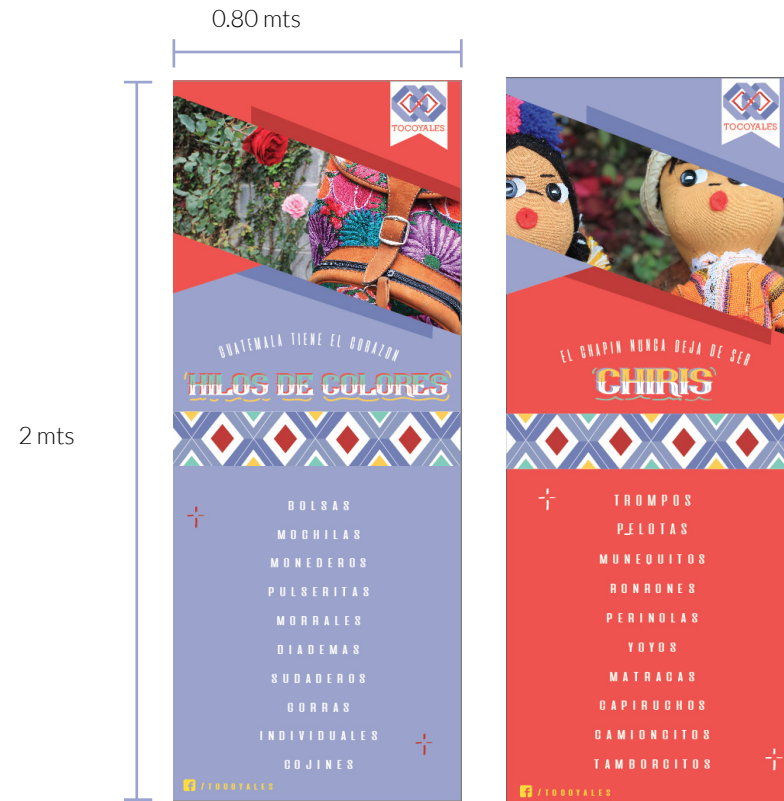 0.80 mts
2 mts
TOCOYALES
GUATEMALA TIENE EL CORAZON
HILOS DE COLORES
BOLSAS
MOCHILAS
MONEDEROS
PULSERITAS
MORRALES
DIADEMAS
SUDADEROS
GORRAS
INDIVIDUALES
COJINES
/TOCOYALES
TOCOYALES
EL CHAPIN NUNCA DEJA DE SER
CHIRIS
TROMPOS
PELOTAS
MUNEQUITOS
RONRONES
PERINOLAS
YOYOS
MATRACAS
CAPIRUCHOS
CAMIONCITOS
TAMBORCITOS
/TOCOYALES